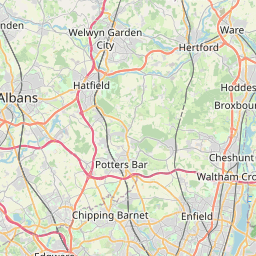 Ware
Welwyn Garden
City
Hertford
Hatfield
Hoddes
Albans
Broxbour
Potters Bar
Cheshunt
Waltham Cro
Chipping Barnet
Enfield